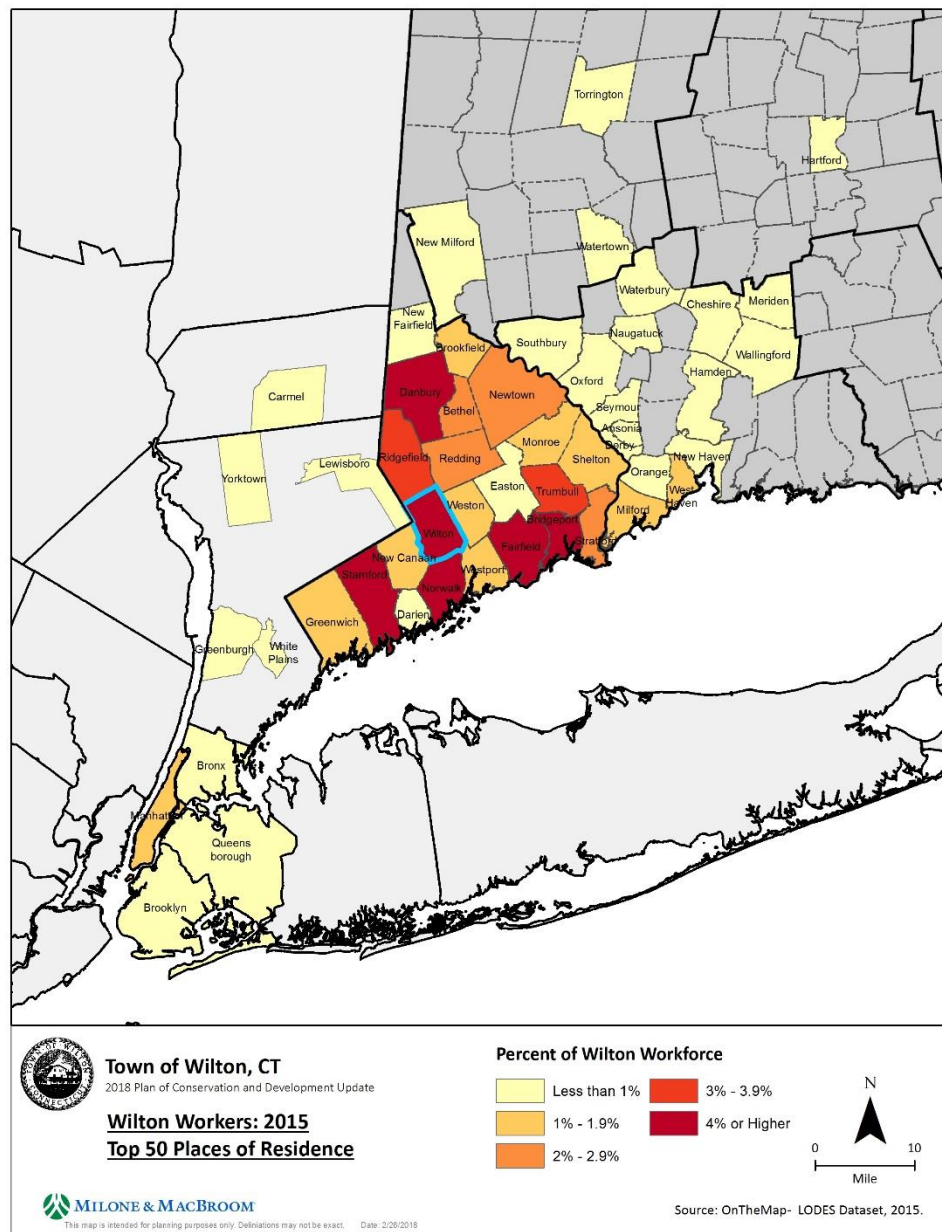 Torrington
Hartford
New Milford
Watertown
Waterbury
Cheshire
Meriden
New
Fairfield
Naugatuck
Wallingford
Brookfield
Southbury
Hamden
Danbury
Oxford
Carmel
Bethel
Newtown
Seymour
Ansonia
Derby
Monroe
New Haven
Ridgefield
Redding
Shelton
Lewisboro
Yorktown
Orange
Easton
Trumbull
West
Haven
Weston
Milford
Bridgeport
Wilton
Stratford
Fairfield
New Canaan
Westport
Stamford
Norwalk
Darien
Greenwich
Greenburgh
White
Plains
Bronx
Manhattan
Queens
borough
Brooklyn
TOWN OF WILTON
CONNECTICUT
Town of Wilton, CT
2018 Plan of Conservation and Development Update
Wilton Workers: 2015
Top 50 Places of Residence
Percent of Wilton Workforce
Less than 1%
1% - 1.9%
2% - 2.9%
3% - 3.9%
4% or Higher
N
0 10
Mile
MILONE & MACBROOM
This map is intended for planning purposes only. Deliniations may not be exact. Date: 2/28/2018
Source: OnTheMap- LODES Dataset, 2015.